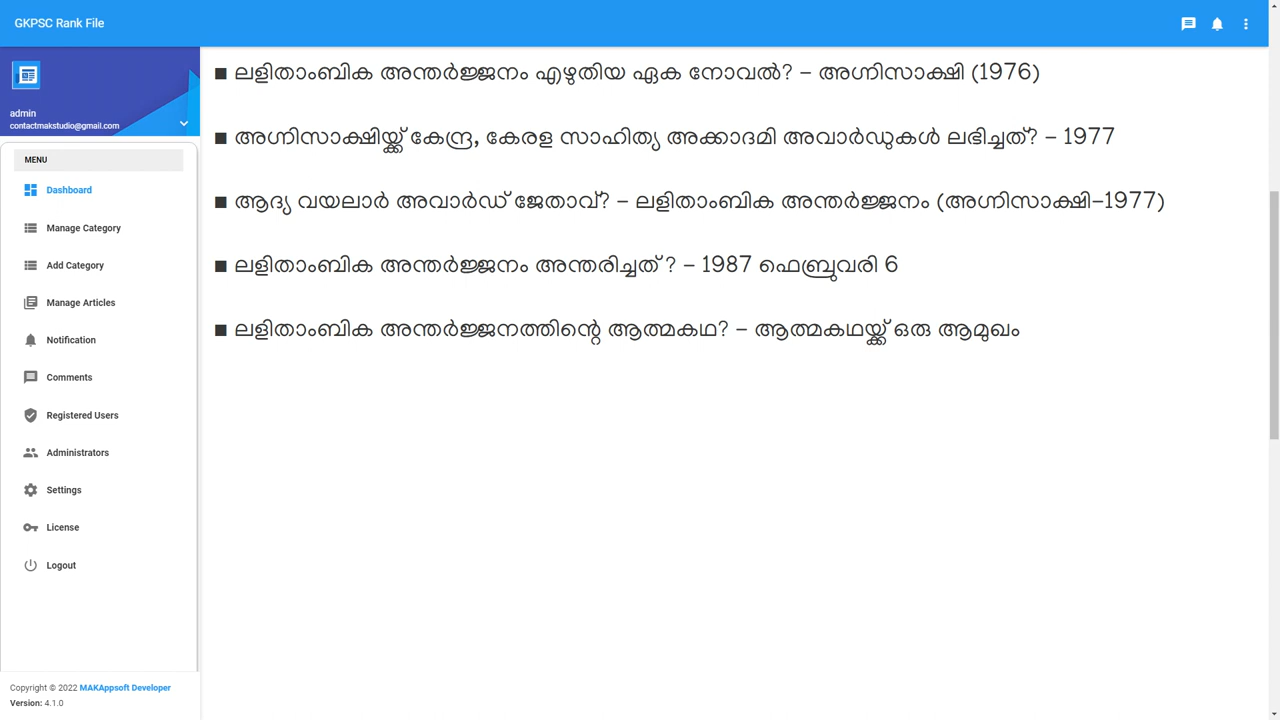 GKPSC Rank File
admin
contactmakstudio@gmail.com
MENU
Dashboard
Manage Category
Add Category
Manage Articles
Notification
Comments
Registered Users
Administrators
Settings
License
Logout
Copyright © 2022 MAKAppsoft Developer
Version: 4.1.0
■ ലളിതാംബിക അന്തർജ്ജനം എഴുതിയ ഏക നോവൽ? – അഗ്നിസാക്ഷി (1976)
■ അഗ്നിസാക്ഷിയ്ക്ക് കേന്ദ്ര, കേരള സാഹിത്യ അക്കാദമി അവാർഡുകൾ ലഭിച്ചത്? – 1977
■ ആദ്യ വയലാർ അവാർഡ് ജേതാവ്? – ലളിതാംബിക അന്തർജ്ജനം (അഗ്നിസാക്ഷി–1977)
■ ലളിതാംബിക അന്തർജ്ജനം അന്തരിച്ചത് ? – 1987 ഫെബ്രുവരി 6
■ ലളിതാംബിക അന്തർജ്ജനത്തിന്റെ ആത്മകഥ? – ആത്മകഥയ്ക്ക് ഒരു ആമുഖം